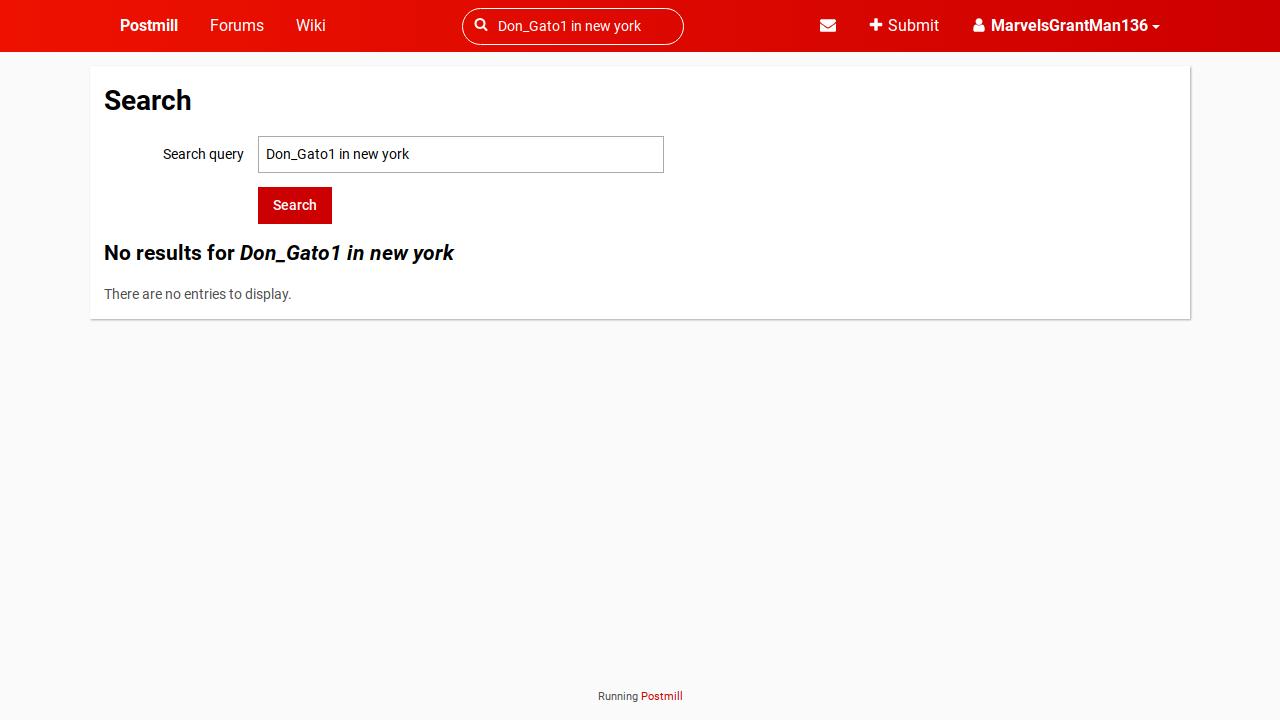 Postmill Forums Wiki Don_Gato1 in new york Submit MarvelsGrantMan136
Search
Search query Don_Gato1 in new york
Search
No results for Don_Gato1 in new york
There are no entries to display.
Running Postmill